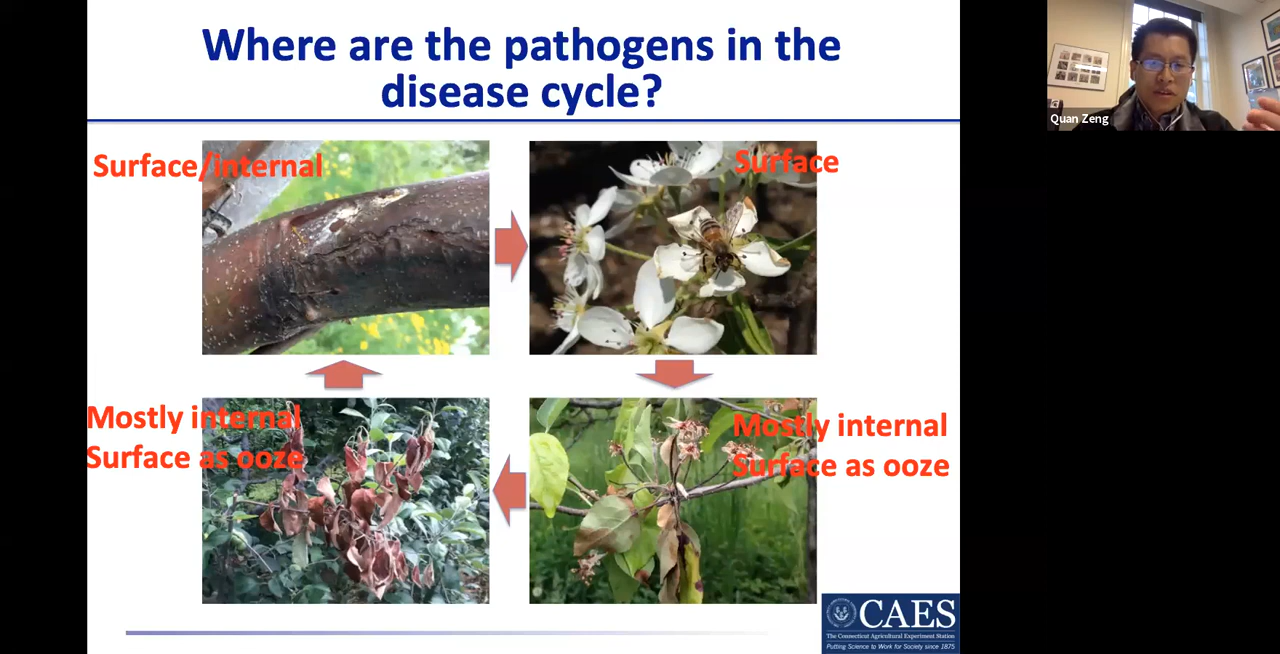 Where are the pathogens in the
disease cycle?
Surface/internal
Surface
Mostly internal
Surface as ooze
Mostly internal
Surface as ooze
CAES
The Connecticut Agricultural Experiment Station
Putting Science to Work for Society since 1875
Quan Zeng